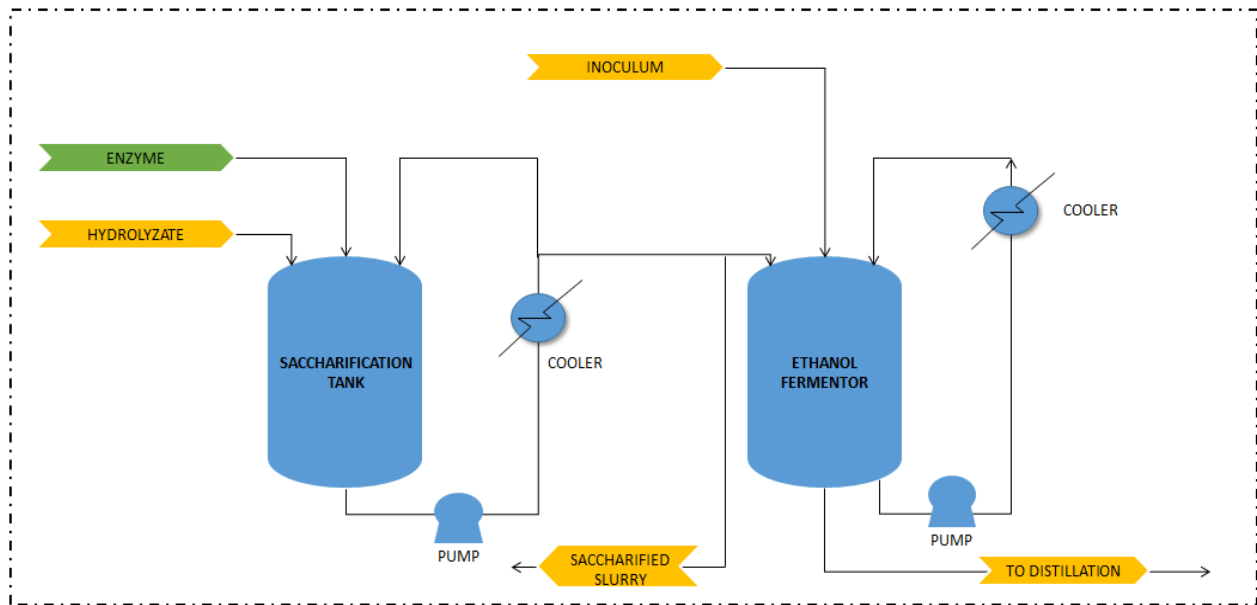 INOCULUM
ENZYME
HYDROLYZATE
COOLER
SACCHARIFICATION
TANK
COOLER
ETHANOL
FERMENTOR
PUMP
PUMP
SACCHARIFIED
SLURRY
TO DISTILLATION